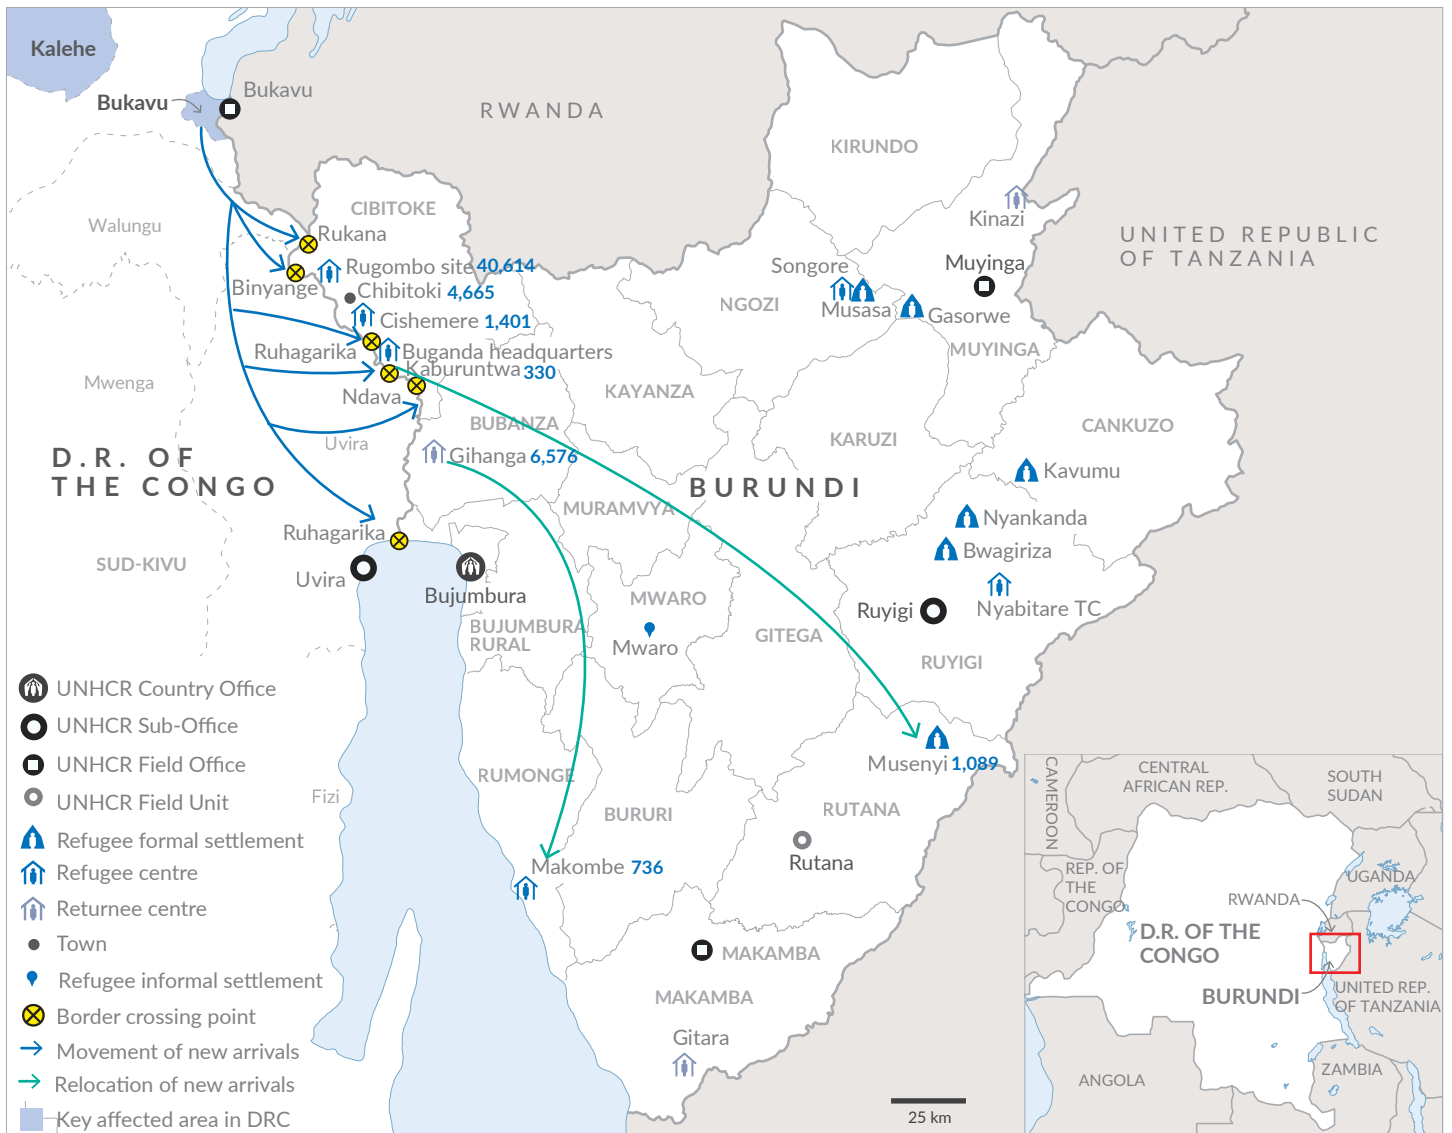 Kalehe
Bukavu
Bukavu
RWANDA
KIRUNDO
CIBITOKE
Walungu
Rukana
Kinazi
UNITED REPUBLIC
OF TANZANIA
Rugombo site 40,614
Songore
Muyinga
Binyange
Chibitoki 4,665
NGOZI
Musasa
Gasorwe
Cishemere 1,401
Ruhagarika
Buganda headquarters
MUYINGA
Kaburuntwa 330
Mwenga
Ndava
KAYANZA
BUBANZA
CANKUZO
Uvira
KARUZI
D.R. OF
THE CONGO
Gihanga 6,576
Kavumu
BURUNDI
MURAMVYA
Nyankanda
Ruhagarika
Bwagiriza
SUD-KIVU
Uvira
Bujumbura
MWARO
Nyabitare TC
Ruyigi
BUJUMBURA
RURAL
GITEGA
Mwaro
RUYIGI
UNHCR Country Office
UNHCR Sub-Office
UNHCR Field Office
UNHCR Field Unit
Refugee formal settlement
Refugee centre
Returnee centre
Town
Refugee informal settlement
Border crossing point
Movement of new arrivals
Relocation of new arrivals
Key affected area in DRC
Musenyi 1,089
RUMONGE
Fizi
BURURI
RUTANA
Rutana
Makombe 736
MAKAMBA
MAKAMBA
Gitara
25 km
CAMEROON
CENTRAL
AFRICAN REP.
SOUTH
SUDAN
REP. OF
THE
CONGO
UGANDA
RWANDA
D.R. OF THE
CONGO
BURUNDI
UNITED REP.
OF TANZANIA
ZAMBIA
ANGOLA